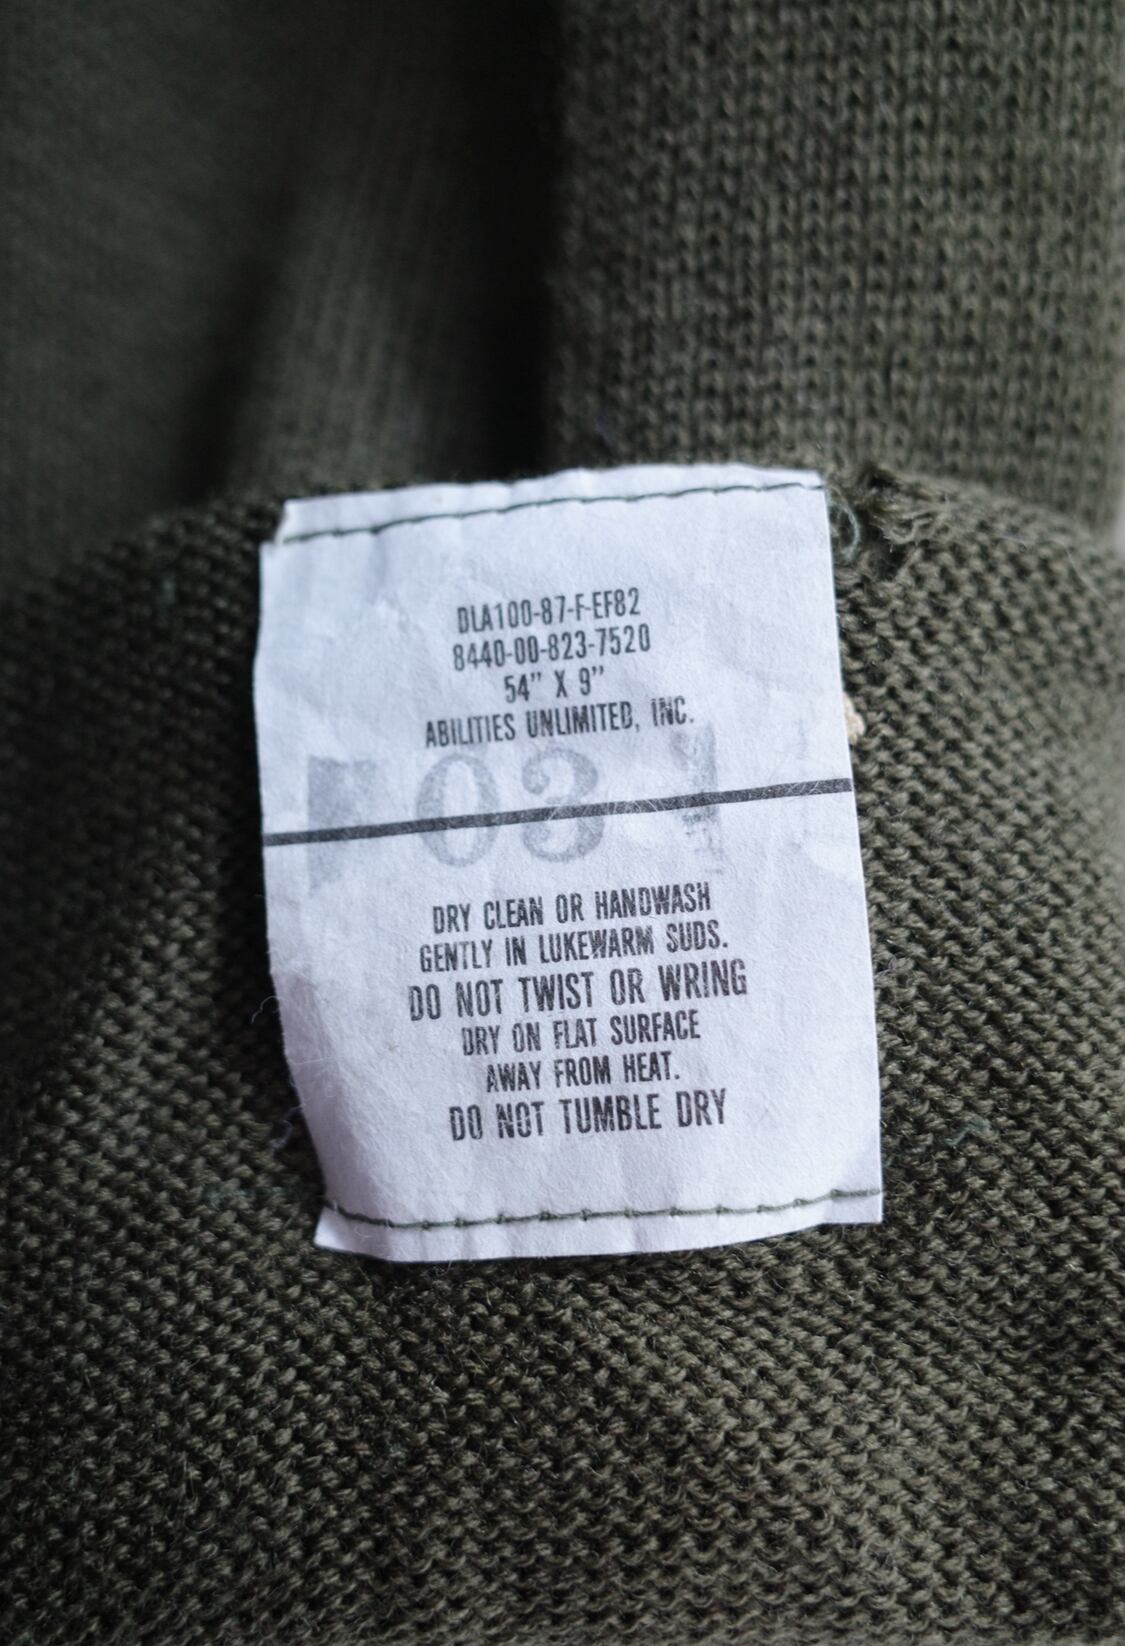 DLA100-87-F-EF82
8440-00-823-7520
54" X 9"
ABILITIES UNLIMITED, INC.
03
DRY CLEAN OR HANDWASH
GENTLY IN LUKEWARM SUDS.
DO NOT TWIST OR WRING
DRY ON FLAT SURFACE
AWAY FROM HEAT.
DO NOT TUMBLE DRY